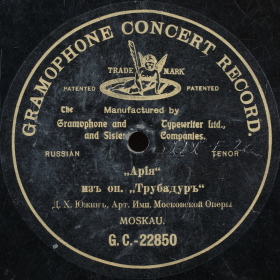 GRAMOPHONE CONCERT RECORD.
TRADE MARK
PATENTED PATENTED
The Manufactured by
Gramophone and Typewriter Ltd.,
and Sister Companies.
RUSSIAN TENOR
„Арія“
изъ оп. „Трубадуръ“
Д. Х. Южинъ, Арт. Имп. Московской Оперы
MOSKAU.
G.C.-22850